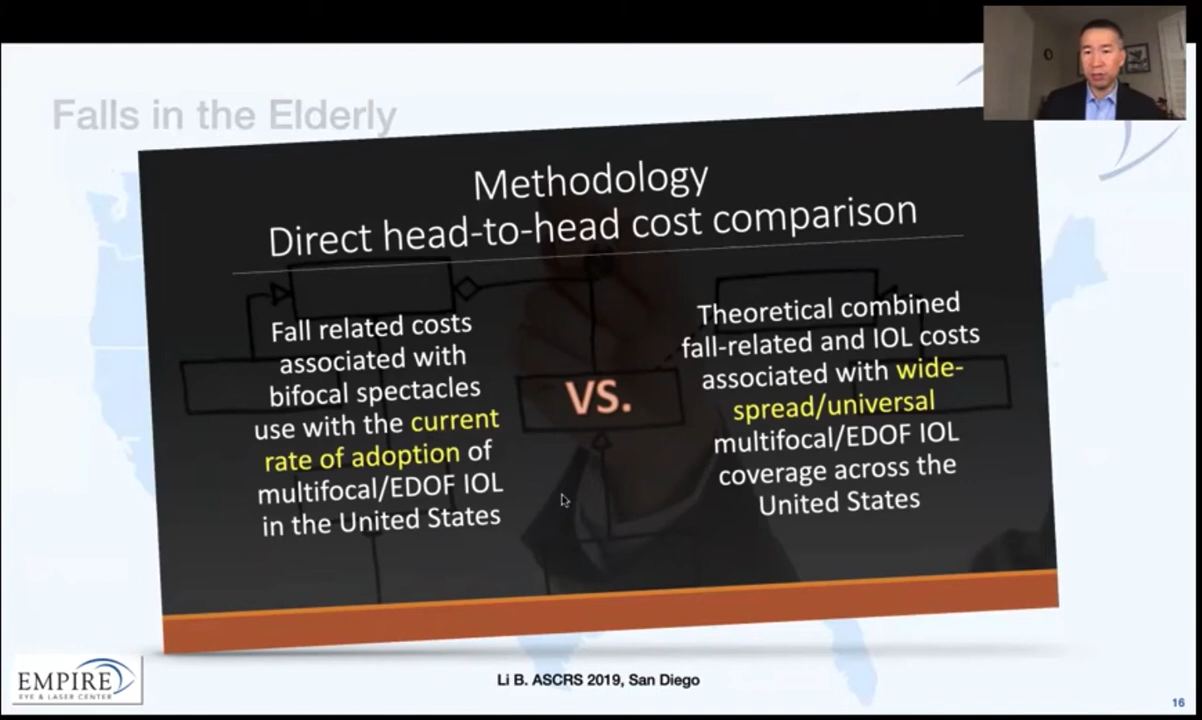 Falls in the Elderly
Methodology
Direct head-to-head cost comparison
Fall related costs
associated with
bifocal spectacles
use with the current
rate of adoption of
multifocal/EDOF IOL
in the United States
VS.
Theoretical combined
fall-related and IOL costs
associated with wide-
spread/universal
multifocal/EDOF IOL
coverage across the
United States
EMPIRE
EYE & LASER CENTER
Li B. ASCRS 2019, San Diego
16